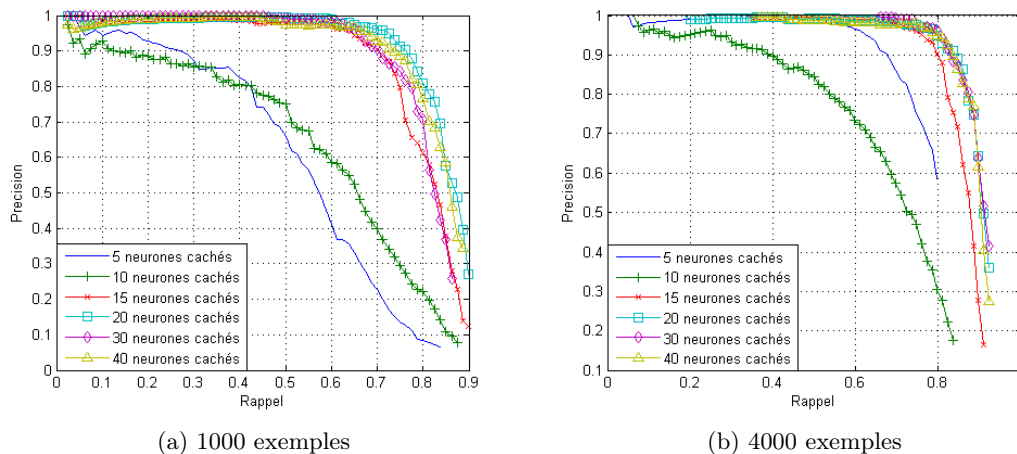 1
0.9
0.8
0.7
0.6
0.5
0.4
0.3
0.2
0.1
0
Precision
5 neurones cachés
10 neurones cachés
15 neurones cachés
20 neurones cachés
30 neurones cachés
40 neurones cachés
0 0.1 0.2 0.3 0.4 0.5 0.6 0.7 0.8 0.9
Rappel
(a) 1000 exemples
1
0.9
0.8
0.7
0.6
0.5
0.4
0.3
0.2
0.1
Precision
5 neurones cachés
10 neurones cachés
15 neurones cachés
20 neurones cachés
30 neurones cachés
40 neurones cachés
0 0.2 0.4 0.6 0.8
Rappel
(b) 4000 exemples